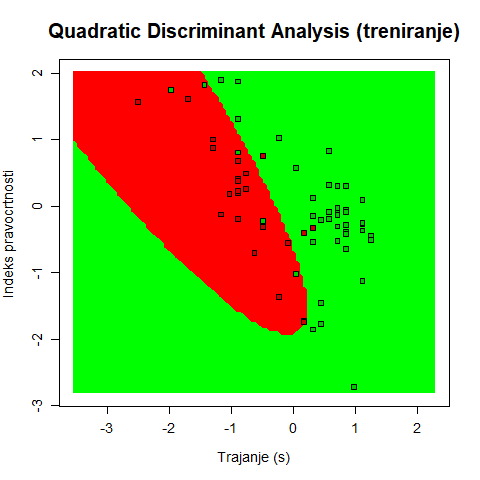 Quadratic Discriminant Analysis (treniranje)
Indeks pravocrtnosti
2
1
0
-1
-2
-3
-3 -2 -1 0 1 2
Trajanje (s)